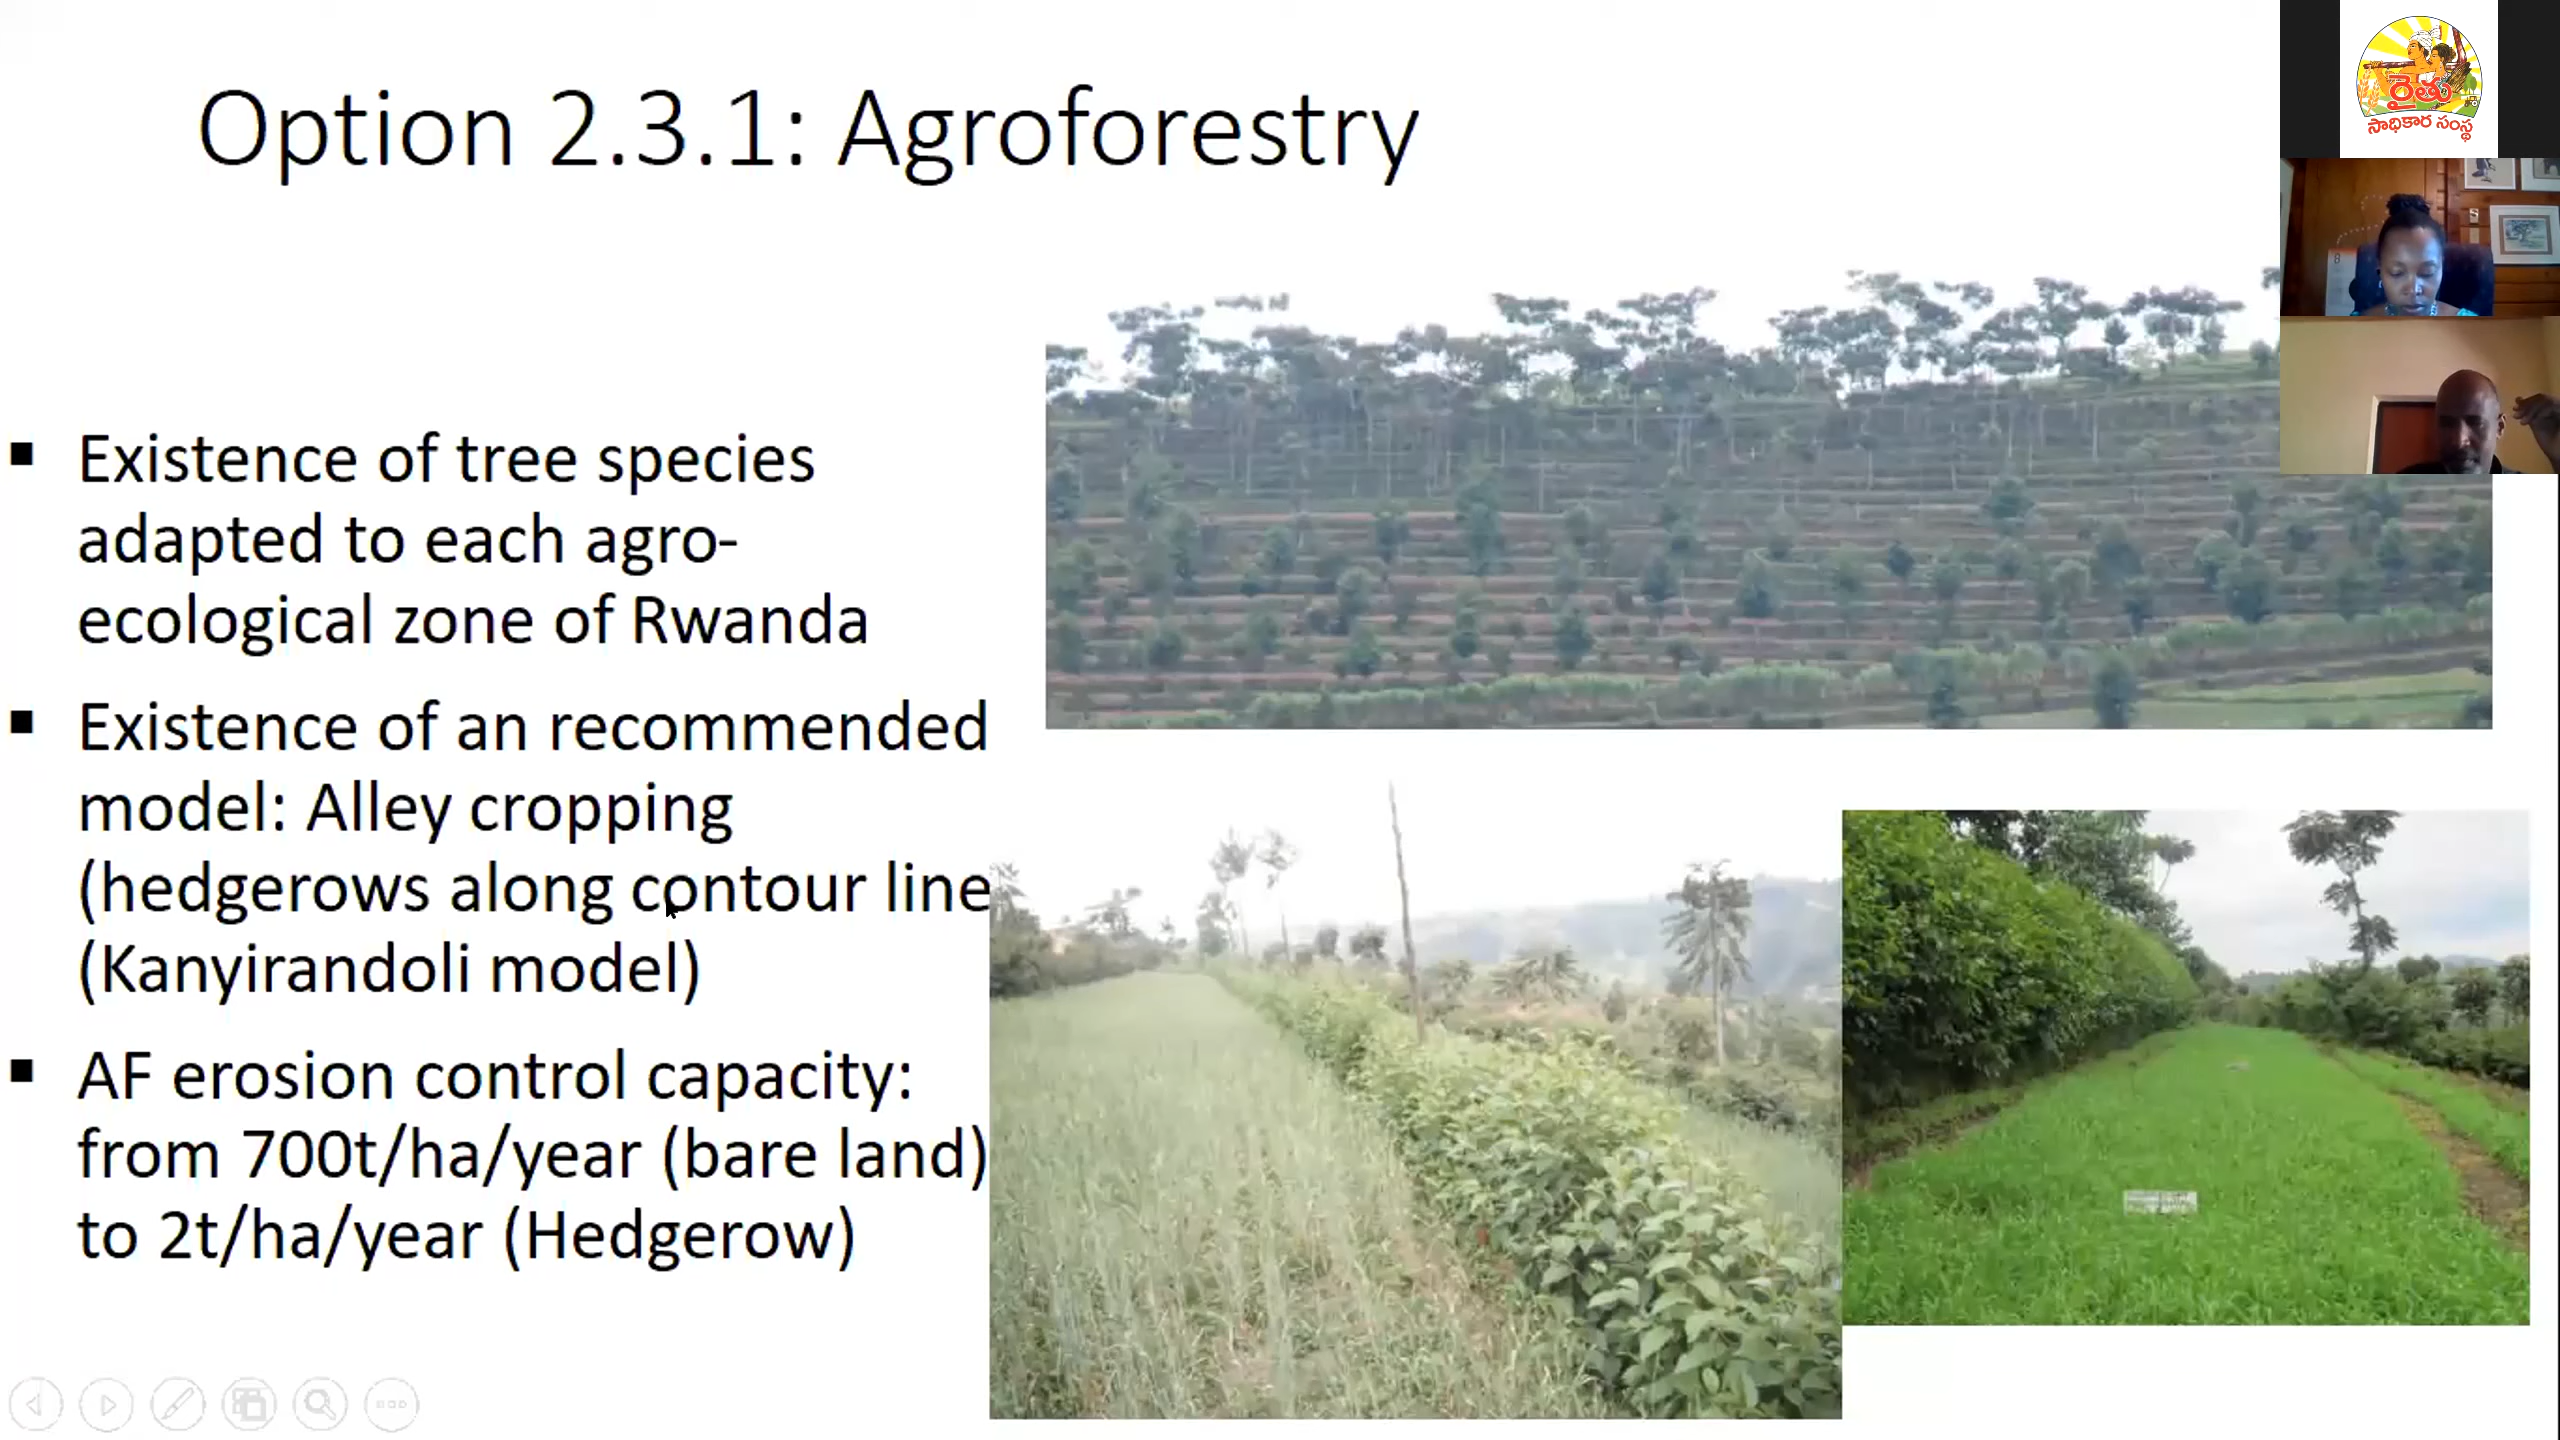 Option 2.3.1: Agroforestry
రైతు
సాధికార సంస్థ
▪ Existence of tree species
adapted to each agro-
ecological zone of Rwanda
▪ Existence of an recommended
model: Alley cropping
(hedgerows along contour line
(Kanyirandoli model)
▪ AF erosion control capacity:
from 700t/ha/year (bare land)
to 2t/ha/year (Hedgerow)